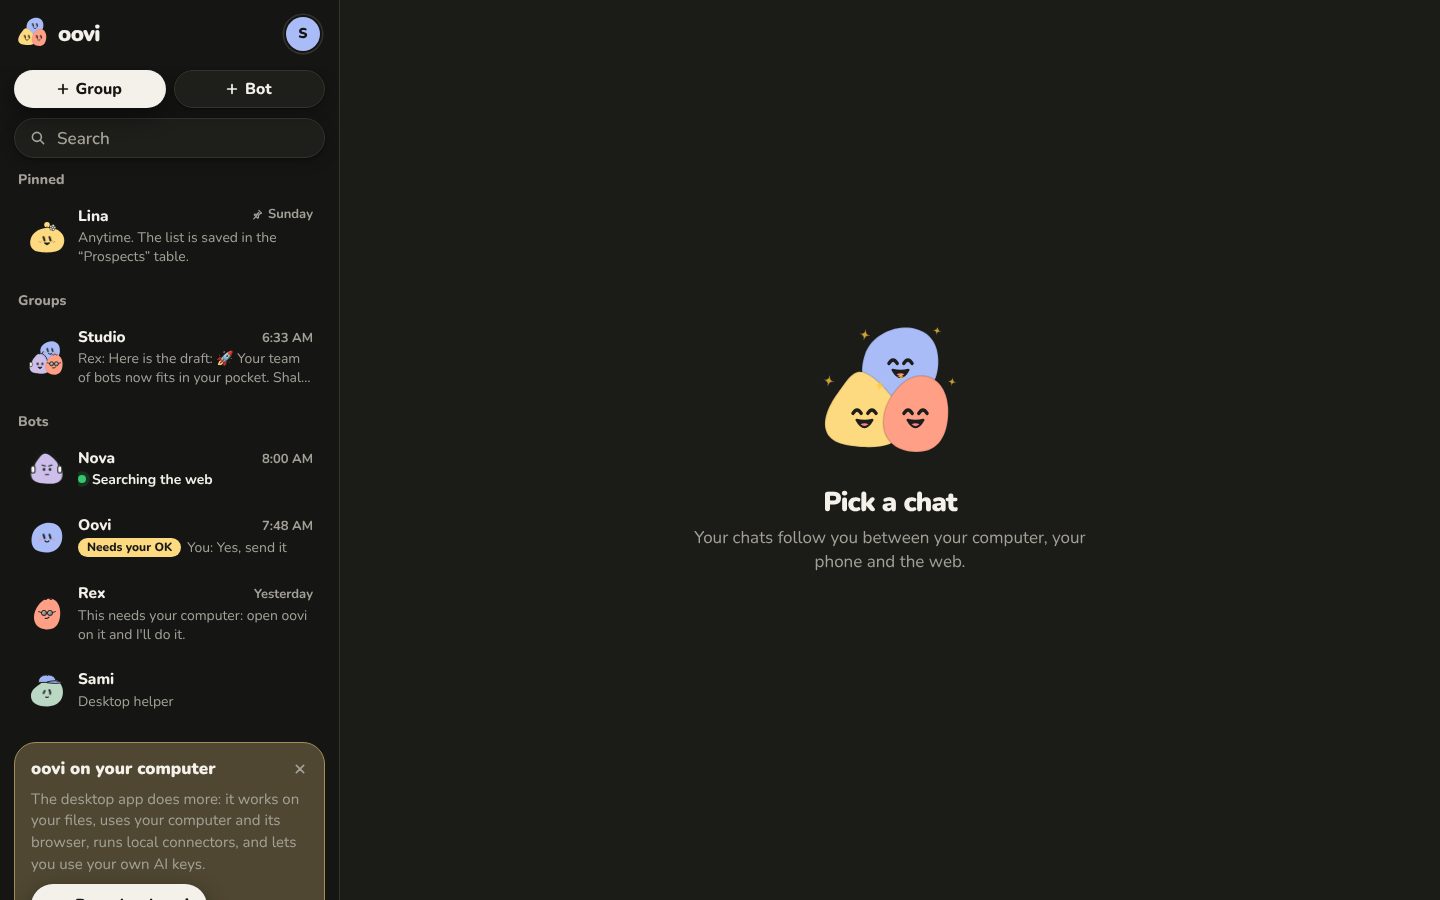 oovi
S
+ Group
+ Bot
Search
Pinned
Lina
Sunday
Anytime. The list is saved in the
“Prospects” table.
Groups
Studio
6:33 AM
Rex: Here is the draft: 🚀 Your team
of bots now fits in your pocket. Shal...
Bots
Nova
8:00 AM
Searching the web
Oovi
7:48 AM
Needs your OK
You: Yes, send it
Rex
Yesterday
This needs your computer: open oovi
on it and I'll do it.
Sami
Desktop helper
oovi on your computer
The desktop app does more: it works on
your files, uses your computer and its
browser, runs local connectors, and lets
you use your own AI keys.
Pick a chat
Your chats follow you between your computer, your
phone and the web.